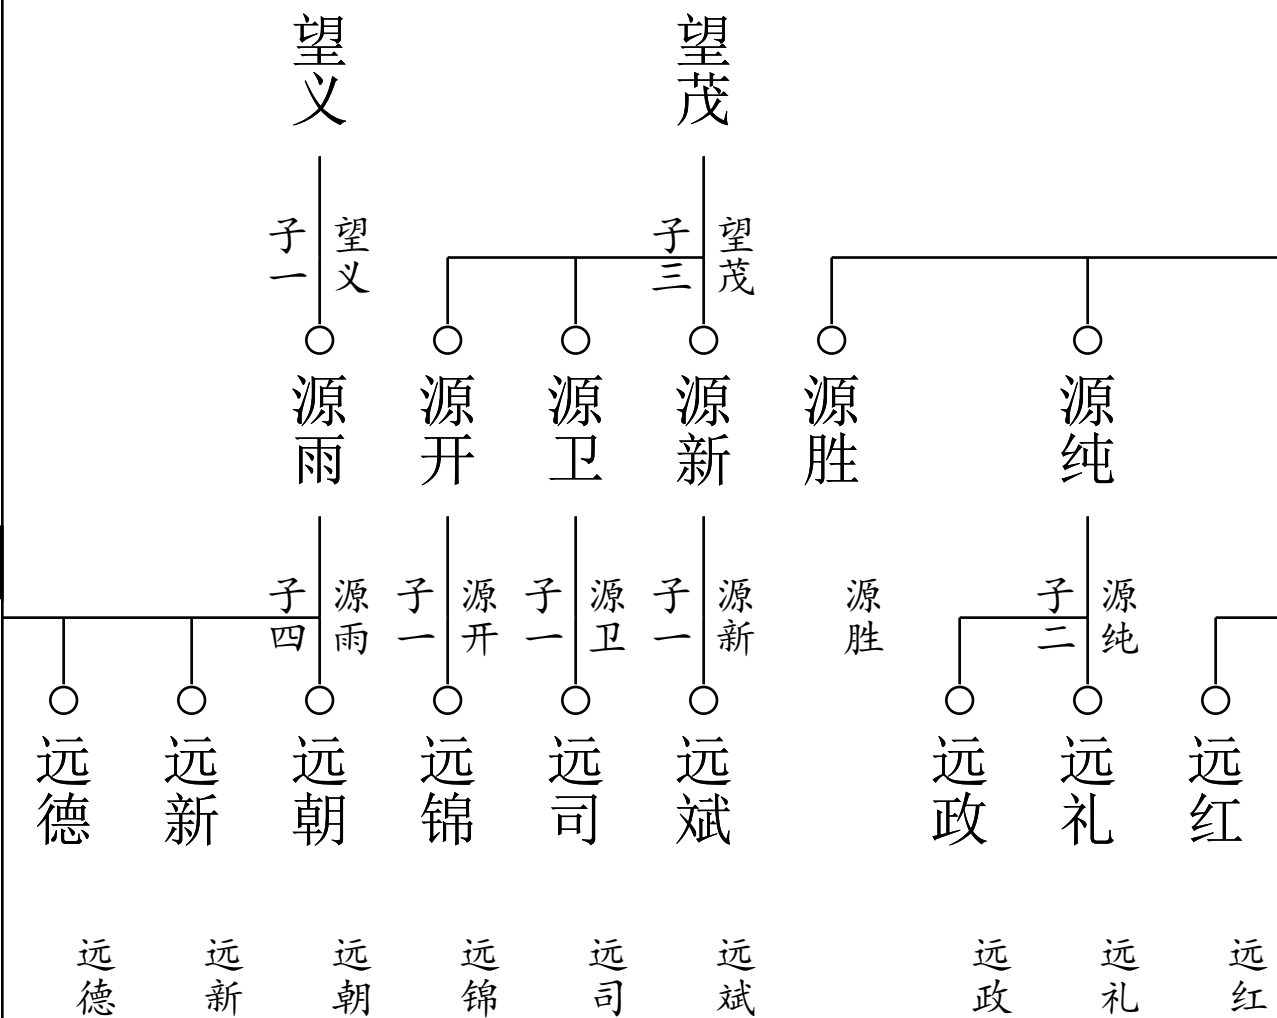 望义
望茂
子一
望义
子三
望茂
源雨
源开
源卫
源新
源胜
源纯
子四
源雨
子一
源开
子一
源卫
子一
源新
源胜
子二
源纯
远德
远新
远朝
远锦
远司
远斌
远政
远礼
远红
远德
远新
远朝
远锦
远司
远斌
远政
远礼
远红